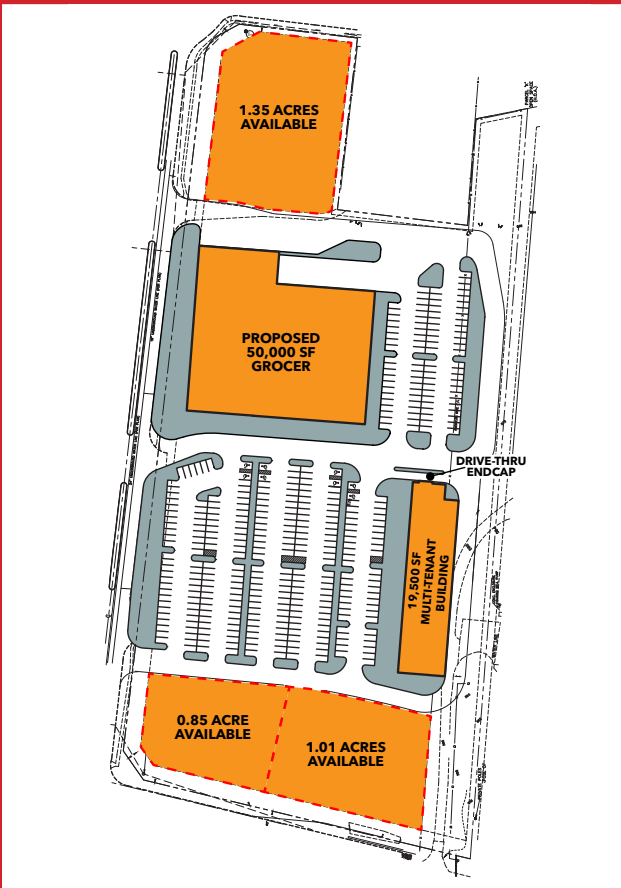 1.35 ACRES
AVAILABLE
PROPOSED
50,000 SF
GROCER
DRIVE-THRU
ENDCAP
19,500 SF
MULTI-TENANT
BUILDING
0.85 ACRE
AVAILABLE
1.01 ACRES
AVAILABLE